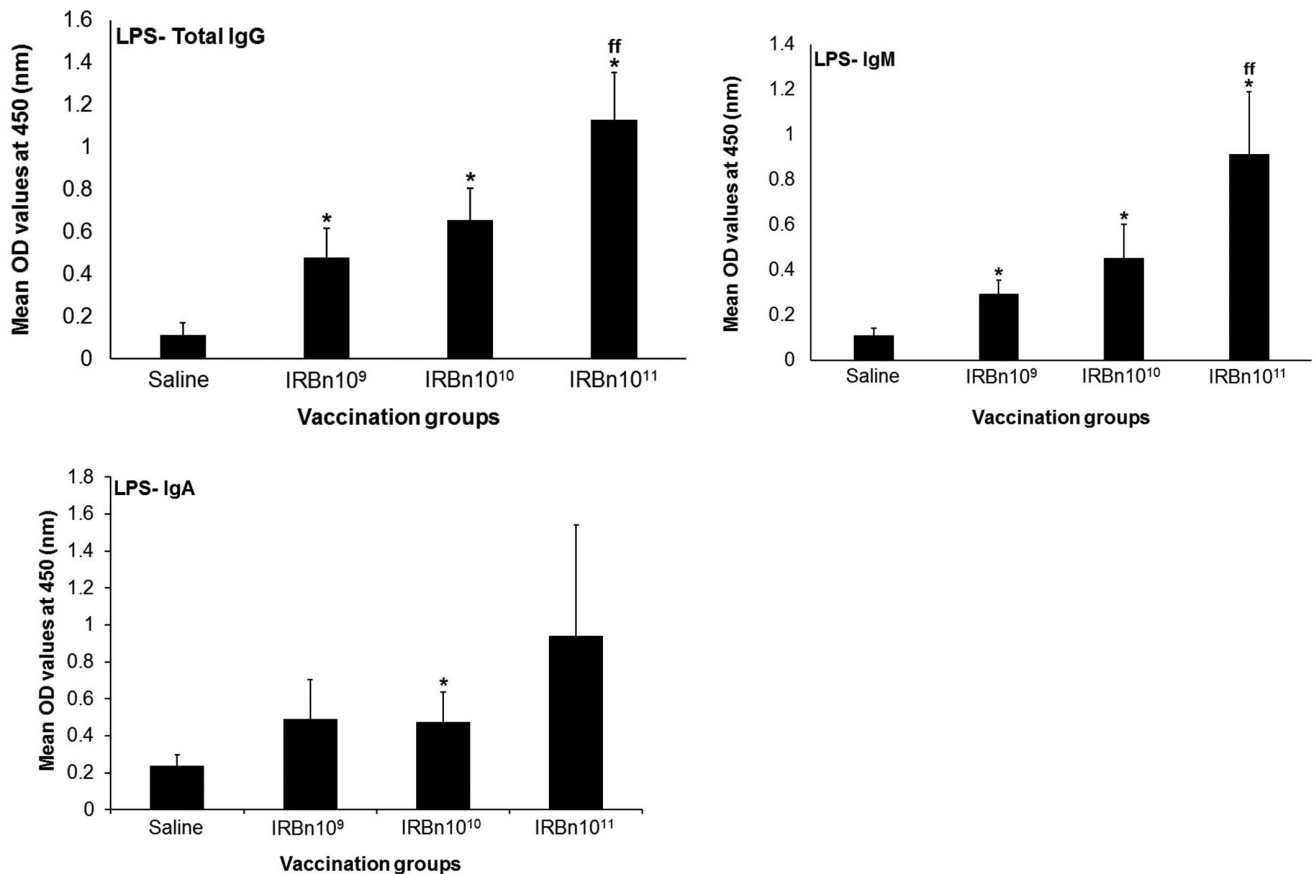 LPS- Total IgG
Mean OD values at 450 (nm)
1.6
1.4
1.2
1
0.8
0.6
0.4
0.2
0
*
*
ff
*
Saline IRBn10⁹ IRBn10¹⁰ IRBn10¹¹
Vaccination groups
LPS- IgM
Mean OD values at 450 (nm)
1.4
1.2
1
0.8
0.6
0.4
0.2
0
*
*
ff
*
Saline IRBn10⁹ IRBn10¹⁰ IRBn10¹¹
Vaccination groups
LPS- IgA
Mean OD values at 450 (nm)
1.8
1.6
1.4
1.2
1
0.8
0.6
0.4
0.2
0
*
Saline IRBn10⁹ IRBn10¹⁰ IRBn10¹¹
Vaccination groups